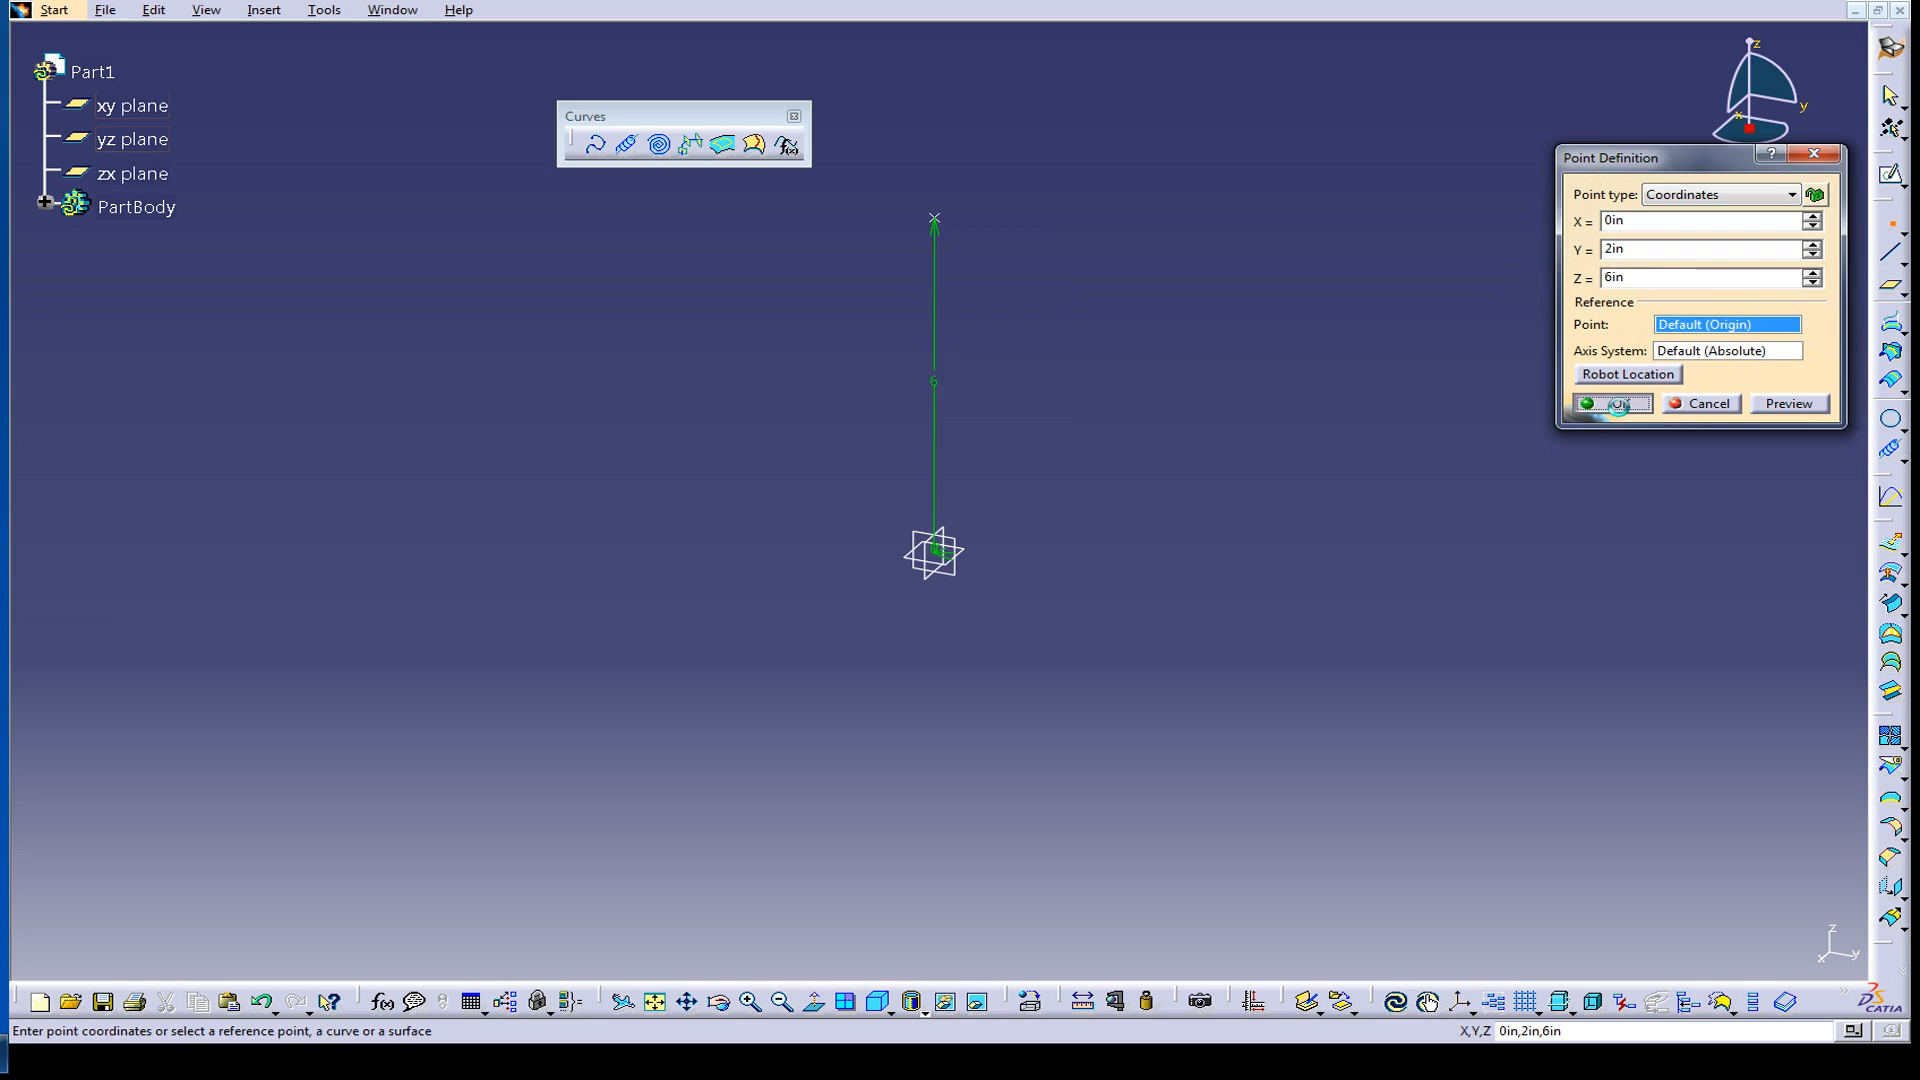 Start File Edit View Insert Tools Window Help
Part1
xy plane
yz plane
zx plane
PartBody
Curves
z
y
x
Point Definition
Point type: Coordinates
X = 0in
Y = 2in
Z = 6in
Reference
Point: Default (Origin)
Axis System: Default (Absolute)
Robot Location
Cancel Preview
6
z
x y
f(x)
CATIA
Enter point coordinates or select a reference point, a curve or a surface
X,Y,Z 0in,2in,6in